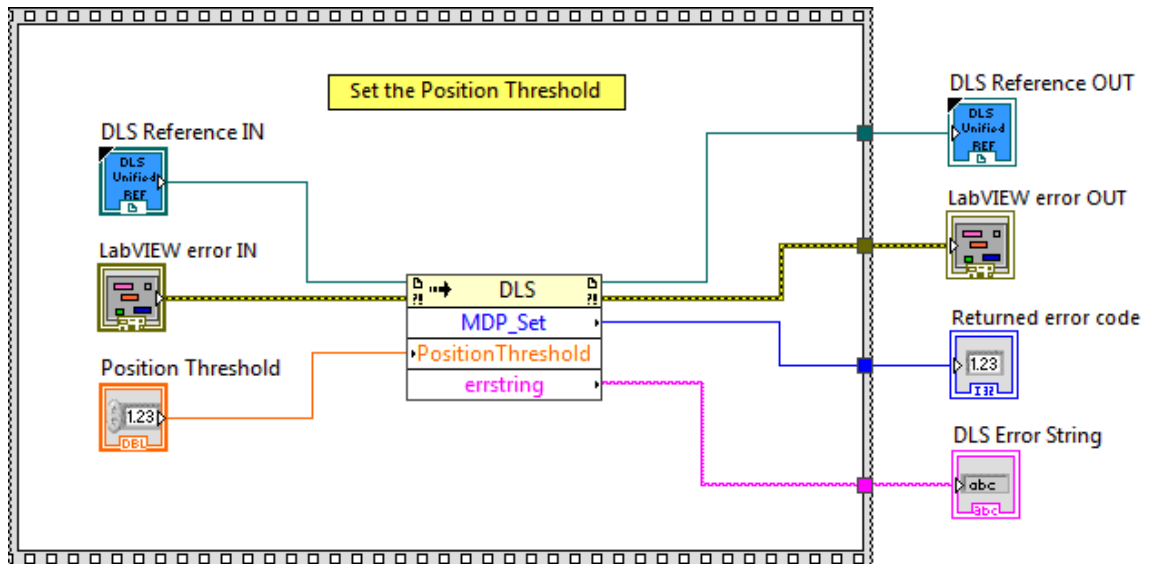 Set the Position Threshold
DLS Reference IN
DLS
Unified
REF
LabVIEW error IN
Position Threshold
1.23
DBL
?!
DLS
?!
MDP_Set
PositionThreshold
errstring
DLS Reference OUT
DLS
Unified
REF
LabVIEW error OUT
Returned error code
1.23
I32
DLS Error String
abc
abc